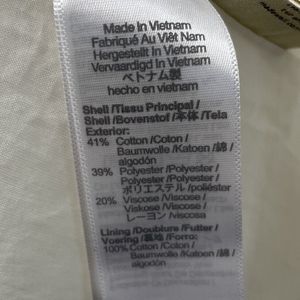 Made In Vietnam
Fabriqué Au Viêt Nam
Hergestellt In Vietnam
Vervaardigd In Vietnam
ベトナム製
hecho en vietnam
Shell/Tissu Principal/
Shell/Bovenstof/本体/Tela
Exterior:
41% Cotton/Coton/
Baumwolle/Katoen/綿/
algodón
39% Polyester/Polyester/
Polyester/Polyester/
ポリエステル/poliéster
20% Viscose/Viscose/
Viskose/Viscose/
レーヨン/viscosa
Lining/Doublure/Futter/
Voering/裏地/Forro:
100% Cotton/Coton/
Baumwolle/Katoen/綿/
algodón